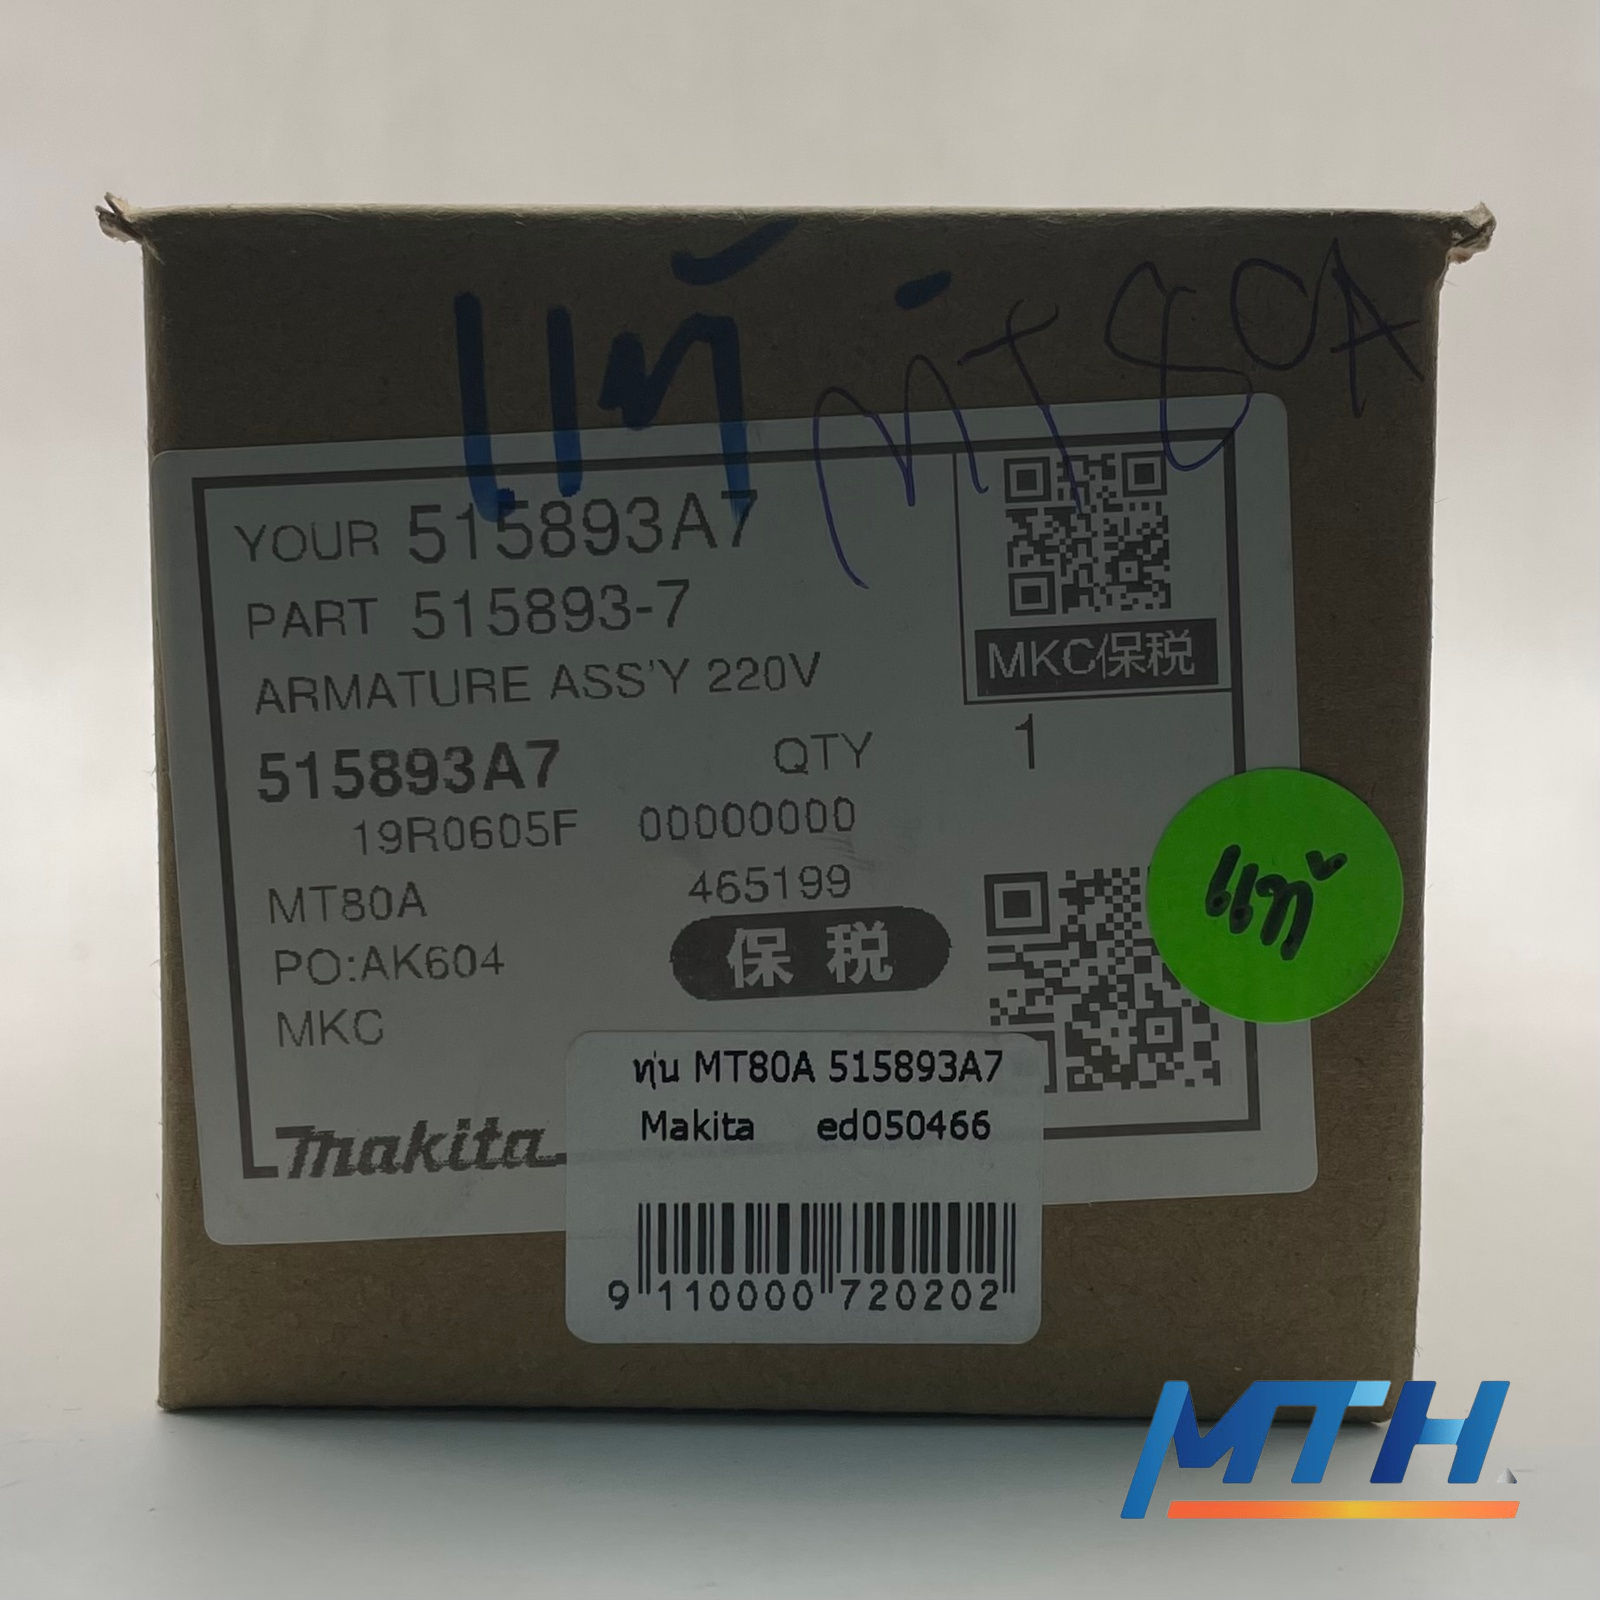 แท้ MT80A
YOUR 515893A7
PART 515893-7
ARMATURE ASS'Y 220V
MKC保税
515893A7 QTY 1
19R0605F 00000000
MT80A 465199
PO:AK604 保税
MKC
แท้
makita
ทุ่น MT80A 515893A7
Makita ed050466
9 110000 720202
MTH